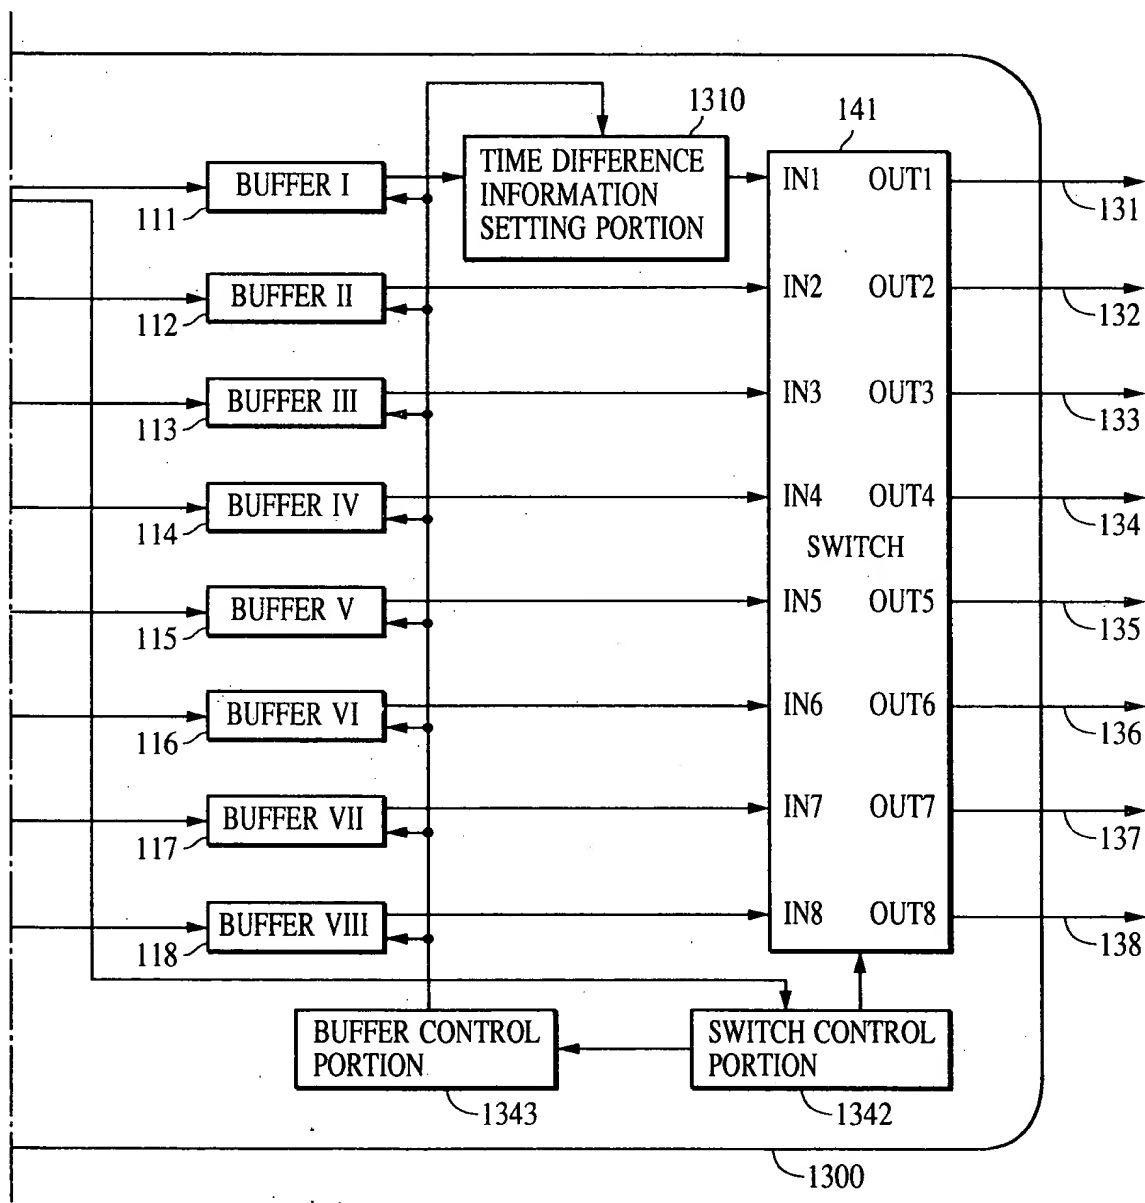 1310
141
TIME DIFFERENCE
INFORMATION
SETTING PORTION
BUFFER I
111
IN1
OUT1
131
BUFFER II
112
IN2
OUT2
132
BUFFER III
113
IN3
OUT3
133
BUFFER IV
114
IN4
OUT4
134
SWITCH
BUFFER V
115
IN5
OUT5
135
BUFFER VI
116
IN6
OUT6
136
BUFFER VII
117
IN7
OUT7
137
BUFFER VIII
118
IN8
OUT8
138
BUFFER CONTROL
PORTION
1343
SWITCH CONTROL
PORTION
1342
1300